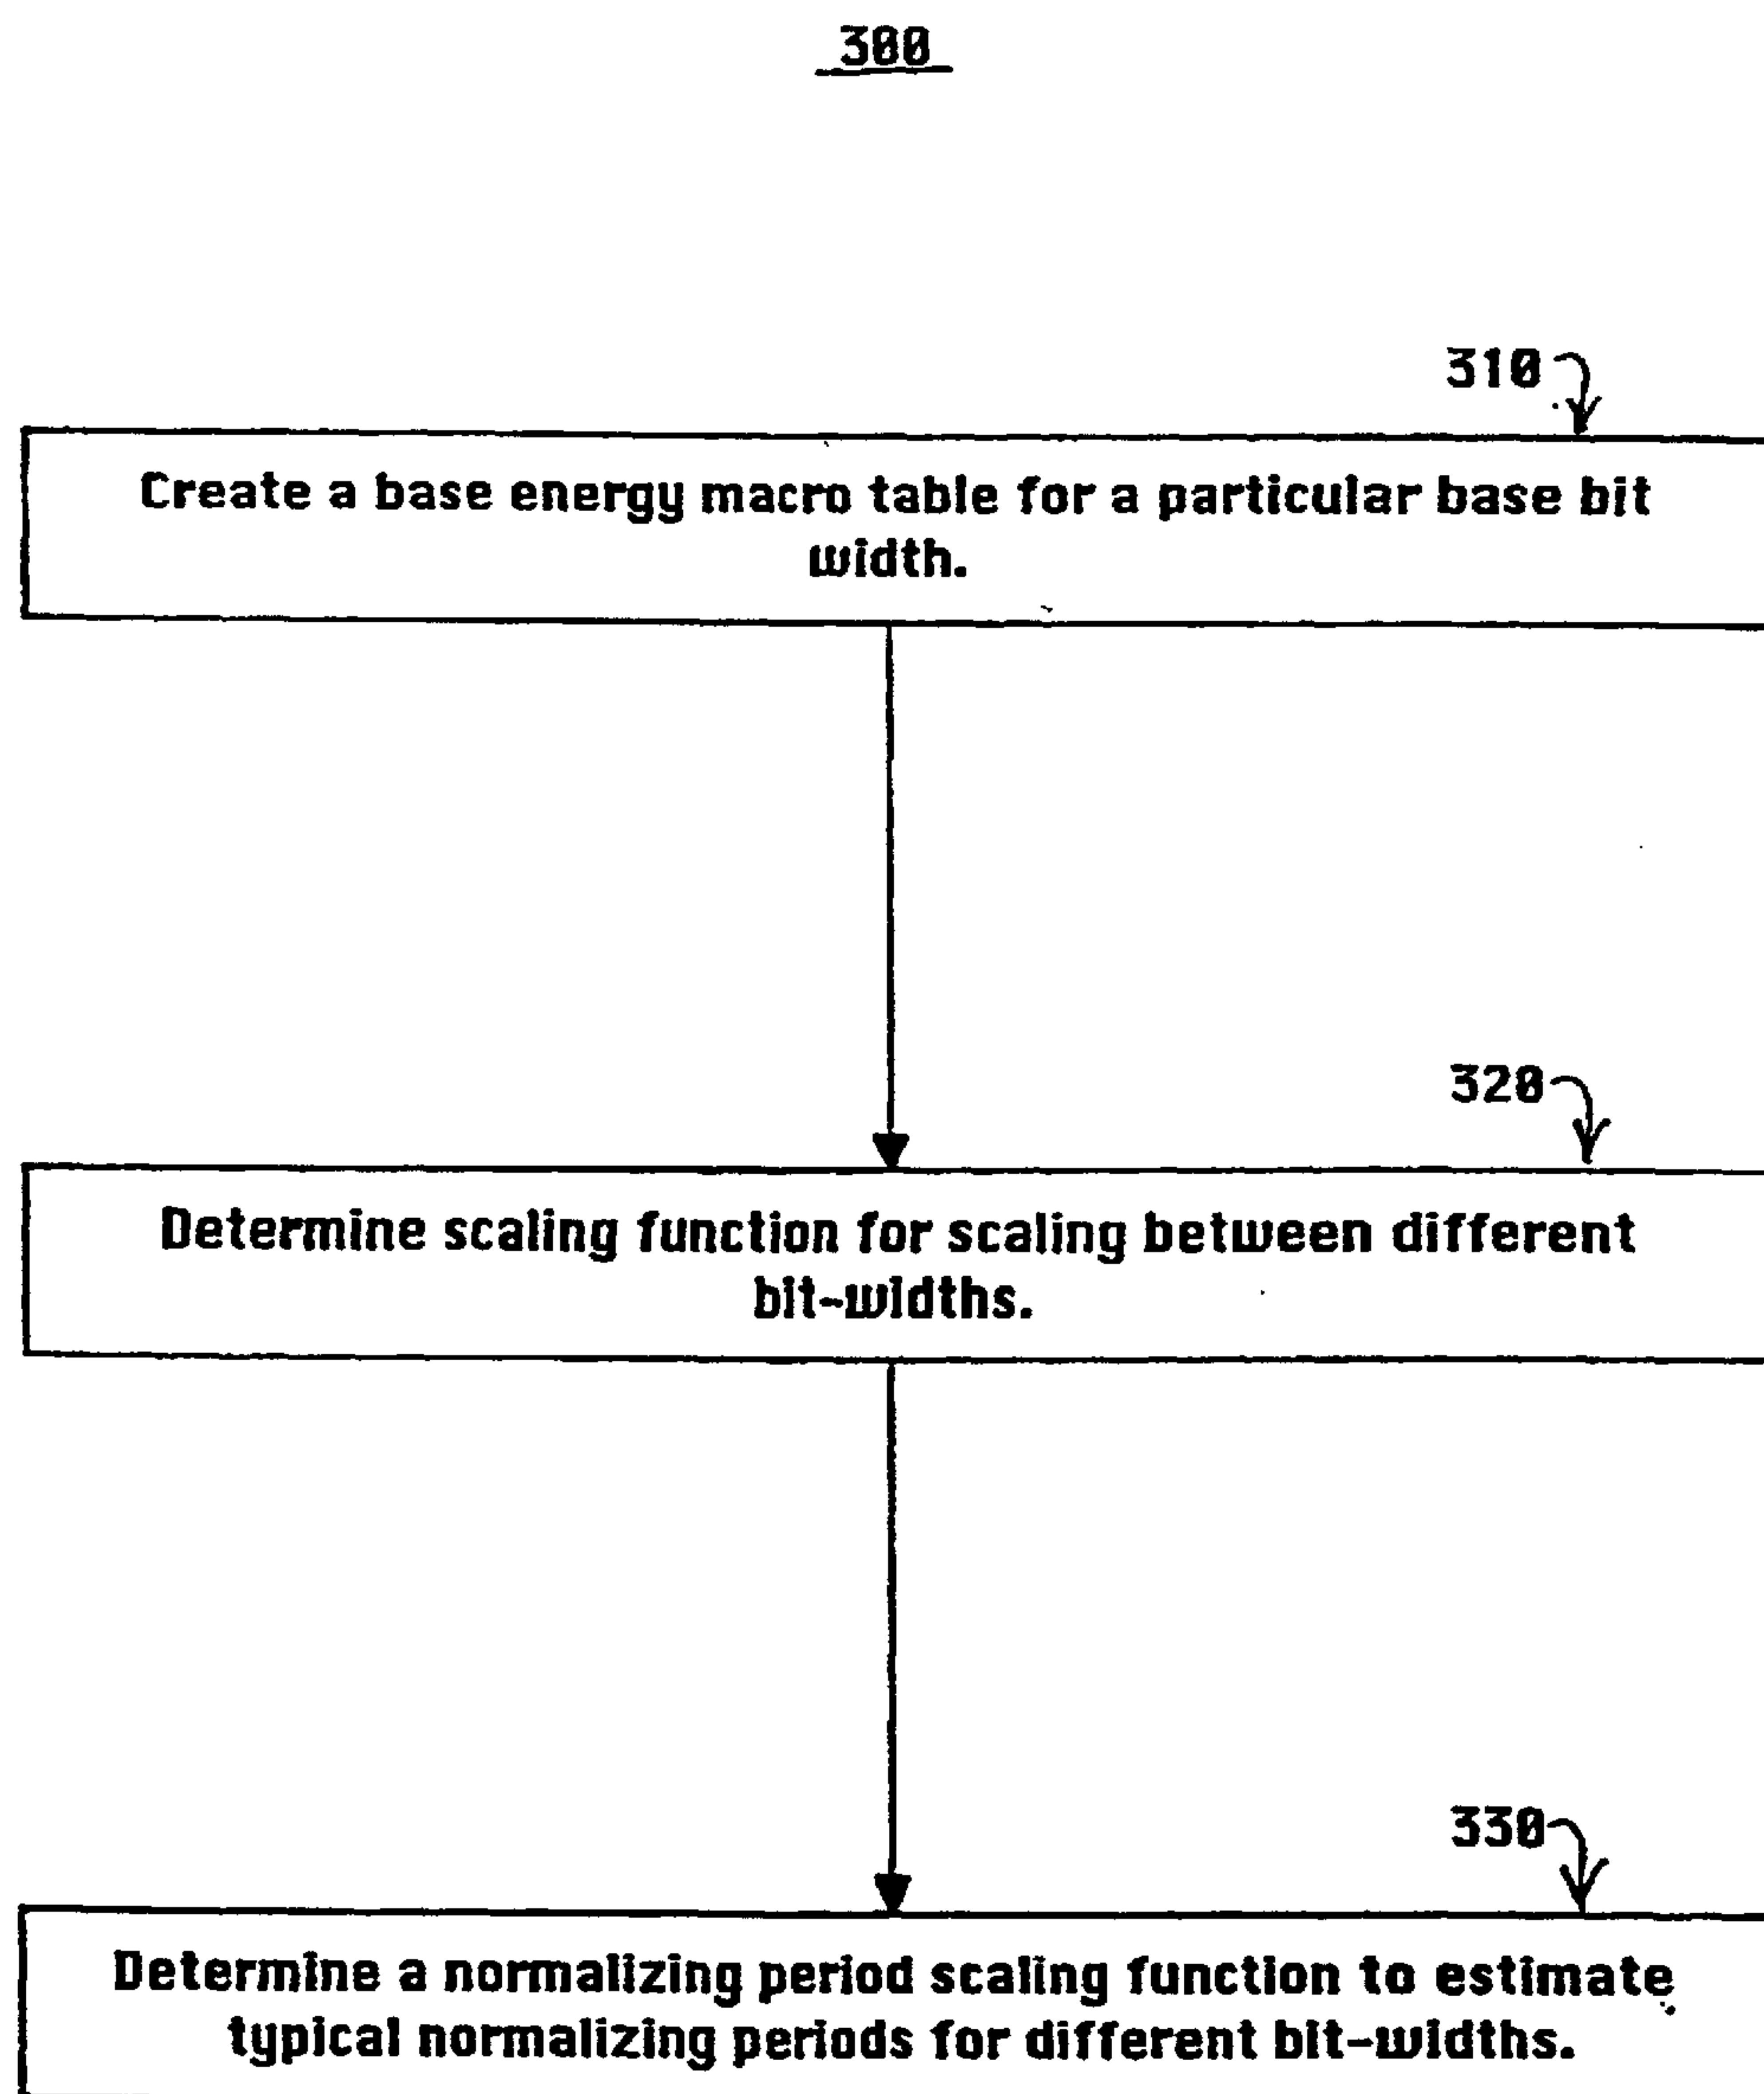 300
310
Create a base energy macro table for a particular base bit
width.
320
Determine scaling function for scaling between different
bit-widths.
330
Determine a normalizing period scaling function to estimate
typical normalizing periods for different bit-widths.